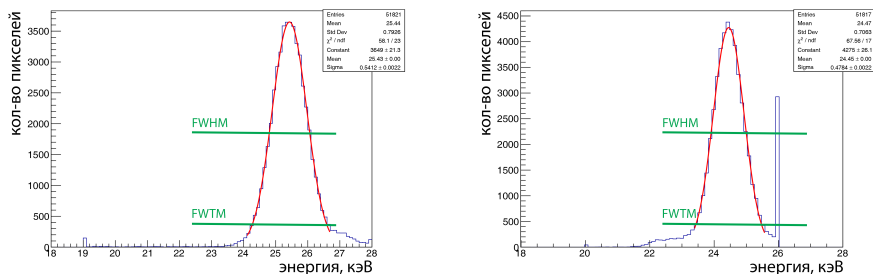 Entries 51821
Mean 25.44
Std Dev 0.7926
χ² / ndf 58.1 / 23
Constant 3649 ± 21.3
Mean 25.43 ± 0.00
Sigma 0.5412 ± 0.0022
кол-во пикселей
3500
3000
2500
2000
1500
1000
500
0
FWHM
FWTM
18 19 20 21 22 23 24 25 26 27 28
энергия, кэВ
Entries 51817
Mean 24.47
Std Dev 0.7063
χ² / ndf 67.56 / 17
Constant 4275 ± 26.1
Mean 24.45 ± 0.00
Sigma 0.4784 ± 0.0022
кол-во пикселей
4500
4000
3500
3000
2500
2000
1500
1000
500
0
FWHM
FWTM
18 20 22 24 26 28
энергия, кэВ